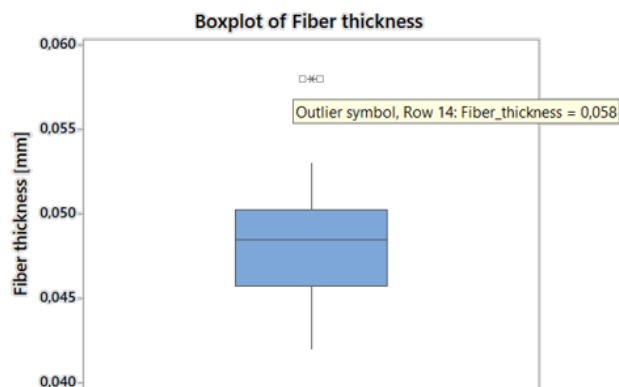 Boxplot of Fiber thickness
0,060
Outlier symbol, Row 14: Fiber_thickness = 0,058
0,055
0,050
0,045
0,040
Fiber thickness [mm]